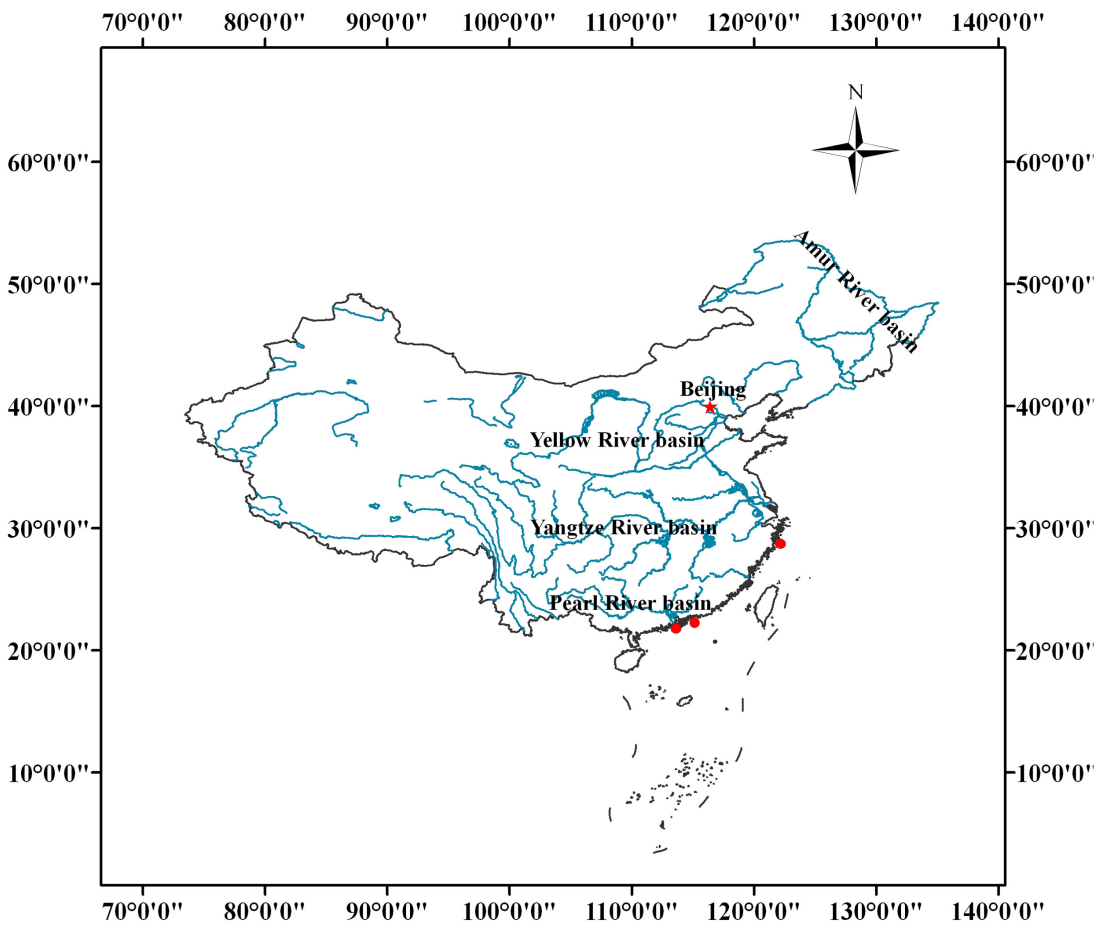 70°0'0" 80°0'0" 90°0'0" 100°0'0" 110°0'0" 120°0'0" 130°0'0" 140°0'0"
N
60°0'0" 60°0'0"
Amur River basin
50°0'0" 50°0'0"
Beijing
40°0'0" 40°0'0"
Yellow River basin
30°0'0" 30°0'0"
Yangtze River basin
Pearl River basin
20°0'0" 20°0'0"
10°0'0" 10°0'0"
70°0'0" 80°0'0" 90°0'0" 100°0'0" 110°0'0" 120°0'0" 130°0'0" 140°0'0"